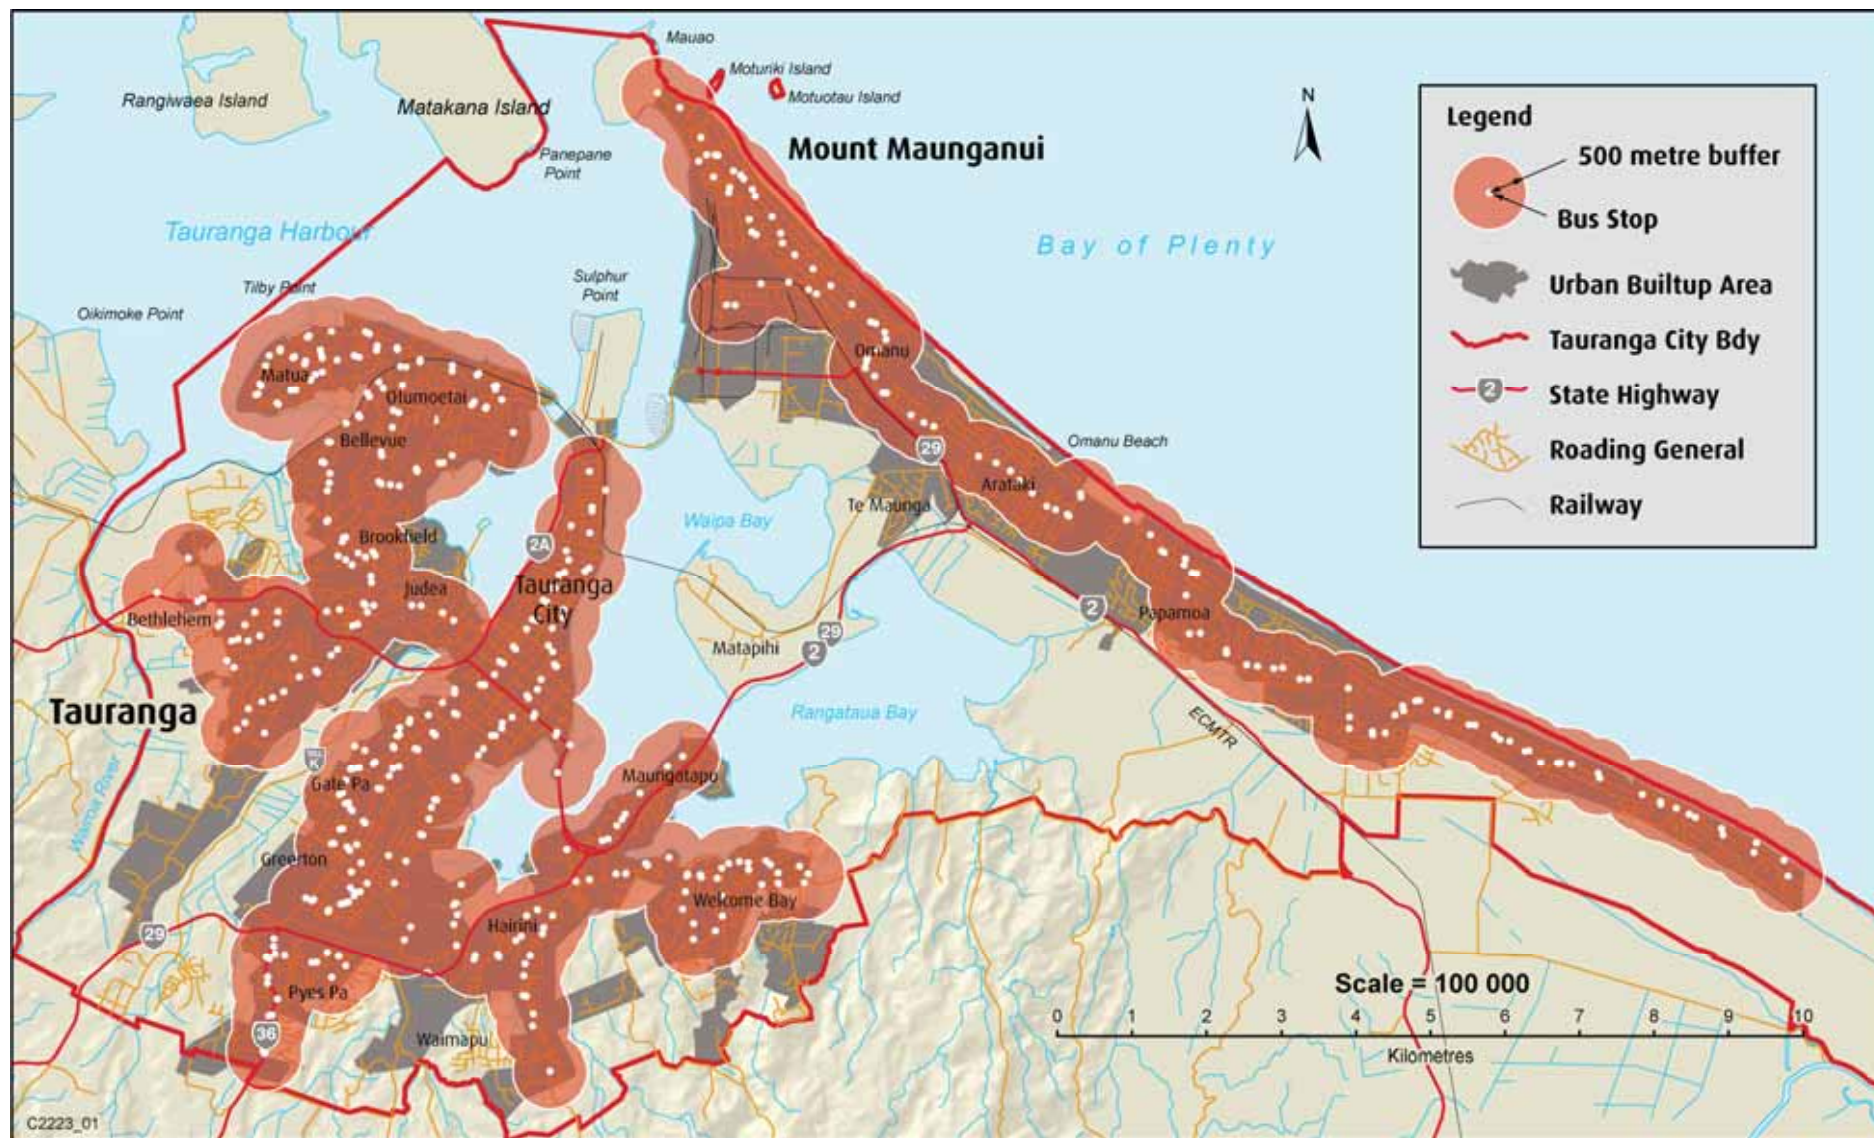 Mauao
Moturiki Island
Motuotau Island
Rangiwaea Island
Matakana Island
Panepane
Point
Mount Maunganui
N
Legend
500 metre buffer
Bus Stop
Urban Builtup Area
Tauranga City Bdy
2
State Highway
Roading General
Railway
Tauranga Harbour
Bay of Plenty
Sulphur
Point
Tilby Point
Oikimoke Point
Omanu
Matua
Otumoetai
Bellevue
Omanu Beach
29
Arataki
Te Maunga
Waipa Bay
Brookfield
2A
Judea
Tauranga
City
Bethlehem
2
Papamoa
29
2
Matapihi
Tauranga
Rangataua Bay
ECMTR
K
Gate Pa
Maungatapu
Wairoa River
Greerton
Welcome Bay
Hairini
29
Pyes Pa
36
Waimapu
Scale = 100 000
0 1 2 3 4 5 6 7 8 9 10
Kilometres
C2223_01